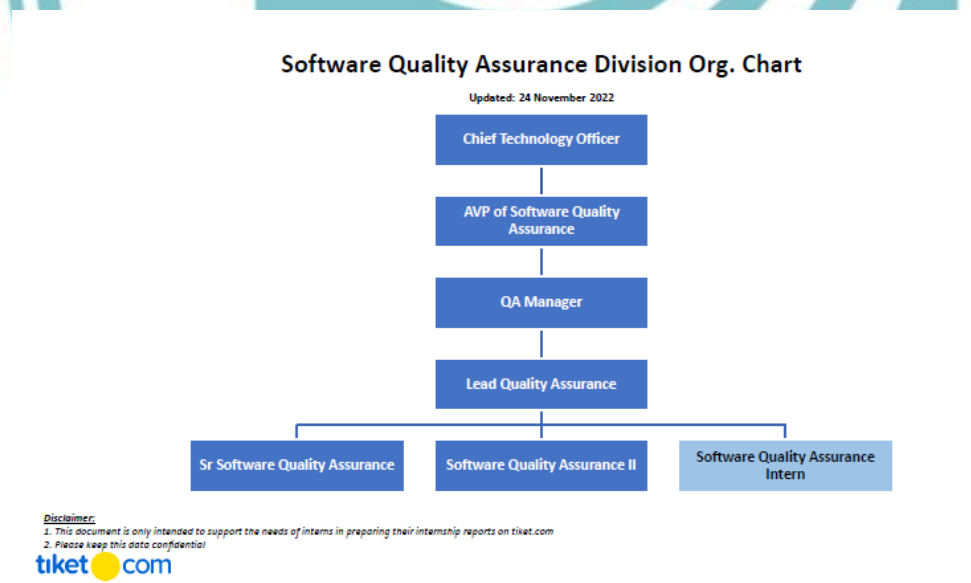 Software Quality Assurance Division Org. Chart
Updated: 24 November 2022
Chief Technology Officer
AVP of Software Quality
Assurance
QA Manager
Lead Quality Assurance
Sr Software Quality Assurance
Software Quality Assurance II
Software Quality Assurance
Intern
Disclaimer:
1. This document is only intended to support the needs of interns in preparing their internship reports on tiket.com
2. Please keep this data confidential
tiket com